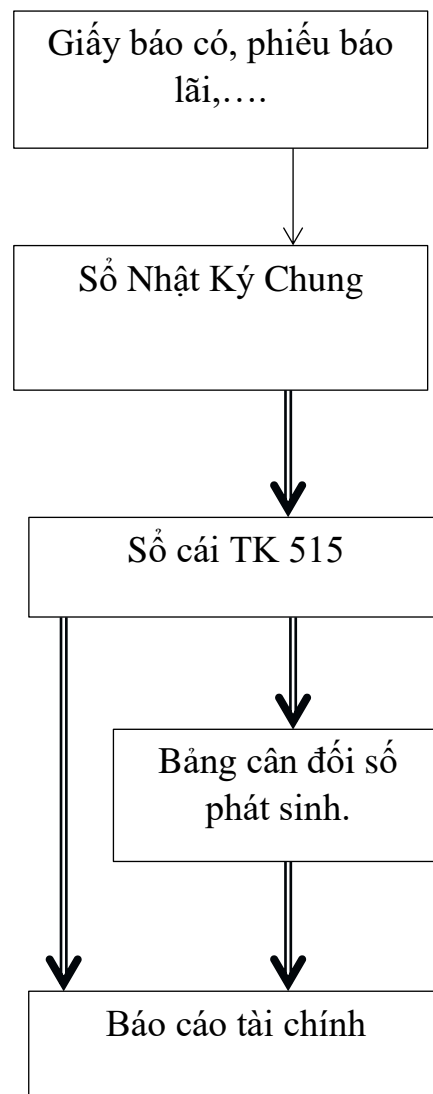 Giấy báo có, phiếu báo
lãi,….
Sổ Nhật Ký Chung
Sổ cái TK 515
Bảng cân đối số
phát sinh.
Báo cáo tài chính